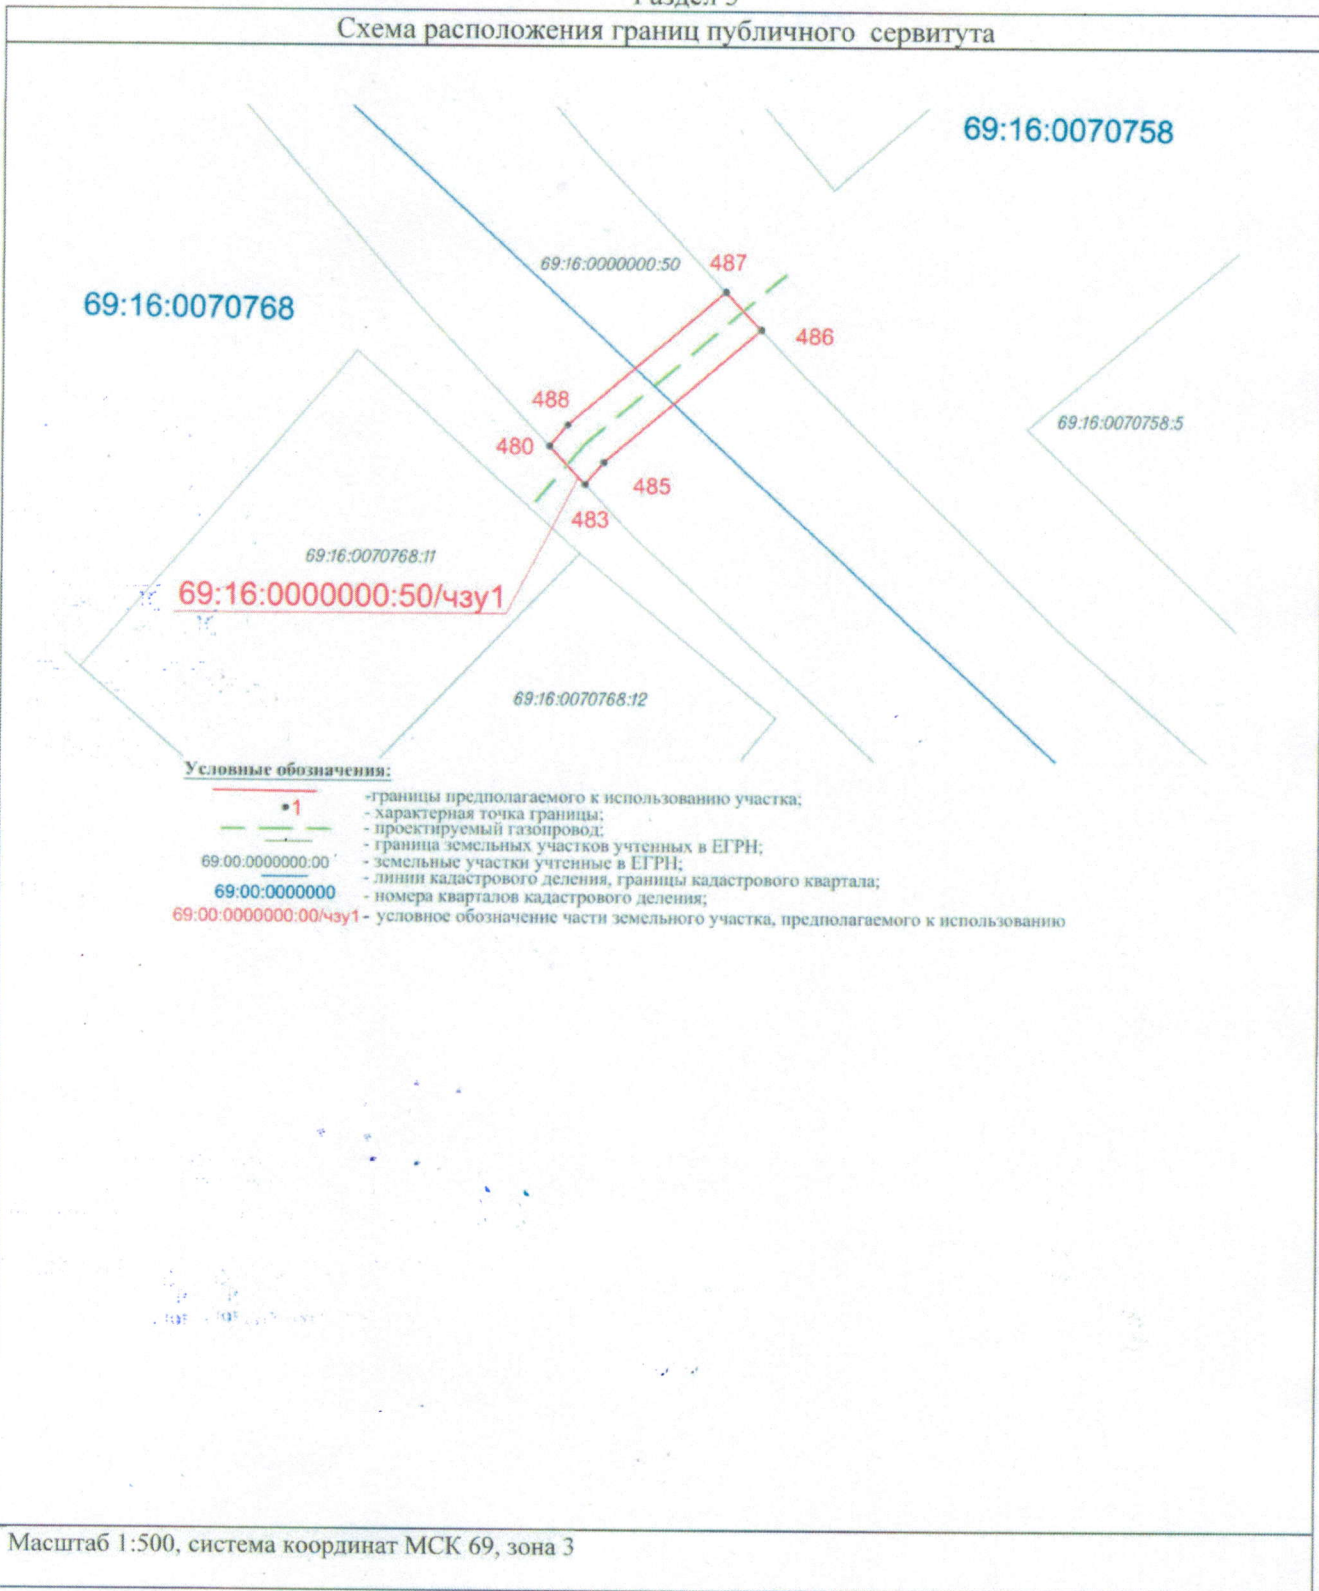 Раздел 3
Схема расположения границ публичного сервитута
69:16:0070758
69:16:0000000:50
487
69:16:0070768
486
488
69:16:0070758:5
480
485
483
69:16:0070768:11
69:16:0000000:50/чзу1
69:16:0070768:12
Условные обозначения:
-границы предполагаемого к использованию участка;
1 - характерная точка границы;
- проектируемый газопровод;
- граница земельных участков учтенных в ЕГРН;
69:00:0000000:00 - земельные участки учтенные в ЕГРН;
- линии кадастрового деления, границы кадастрового квартала;
69:00:0000000 - номера кварталов кадастрового деления;
69:00:0000000:00/чзу1 - условное обозначение части земельного участка, предполагаемого к использованию
Масштаб 1:500, система координат МСК 69, зона 3